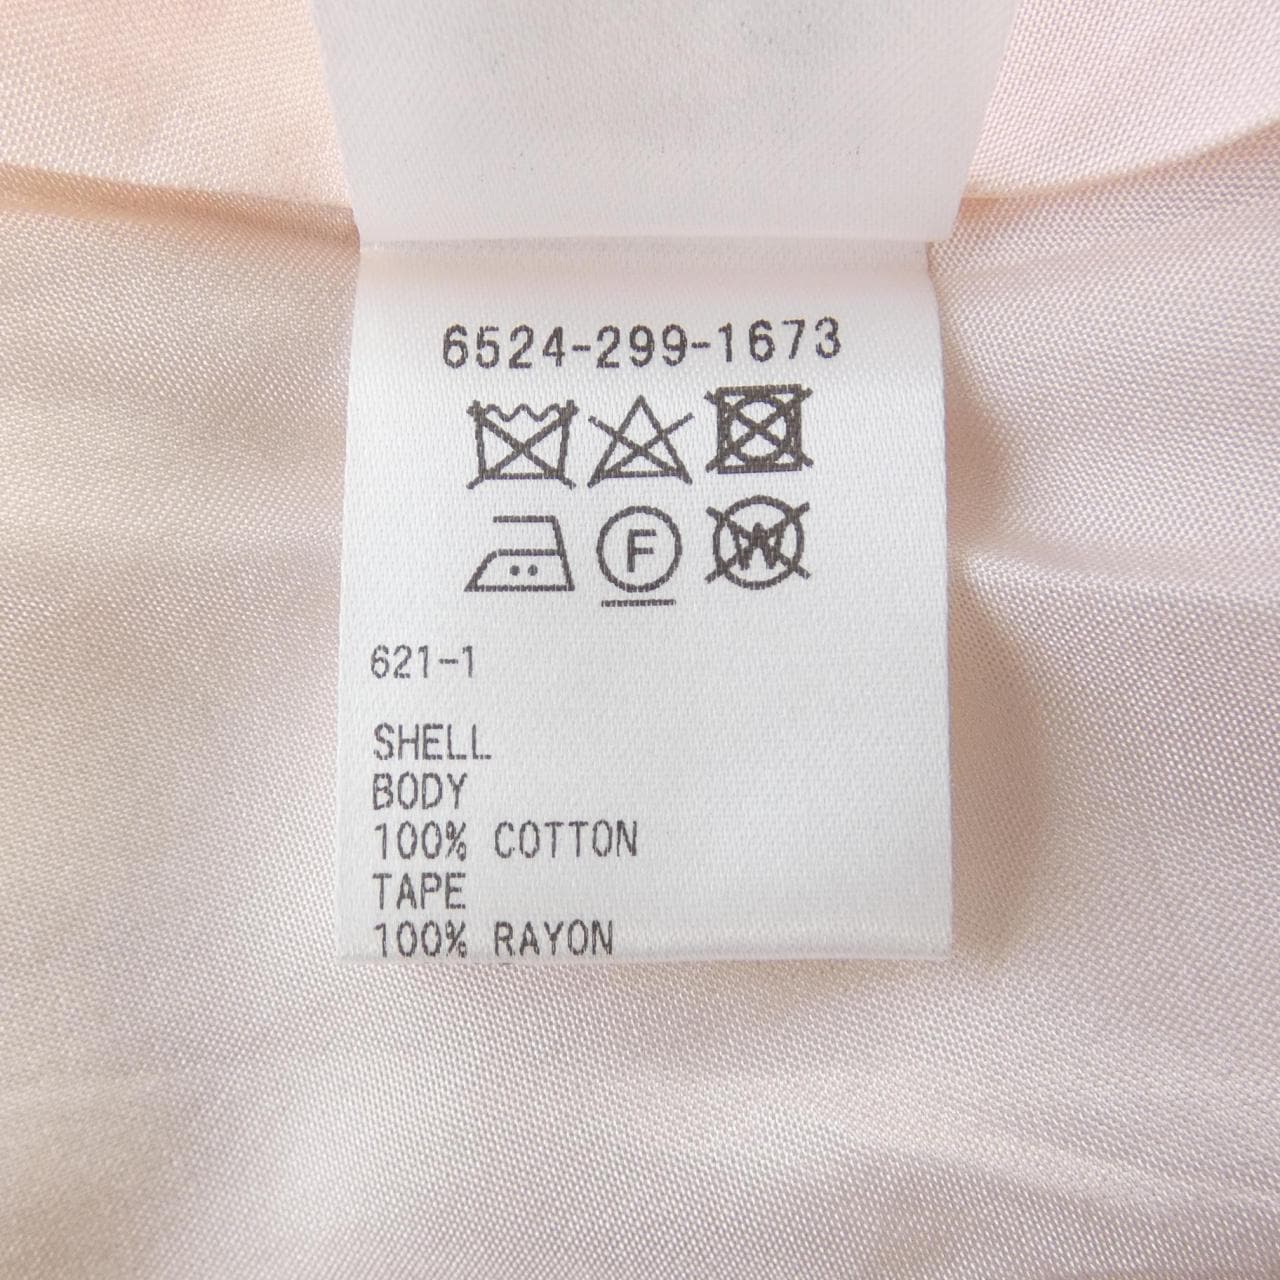 6524-299-1673
F W
621-1
SHELL
BODY
100% COTTON
TAPE
100% RAYON